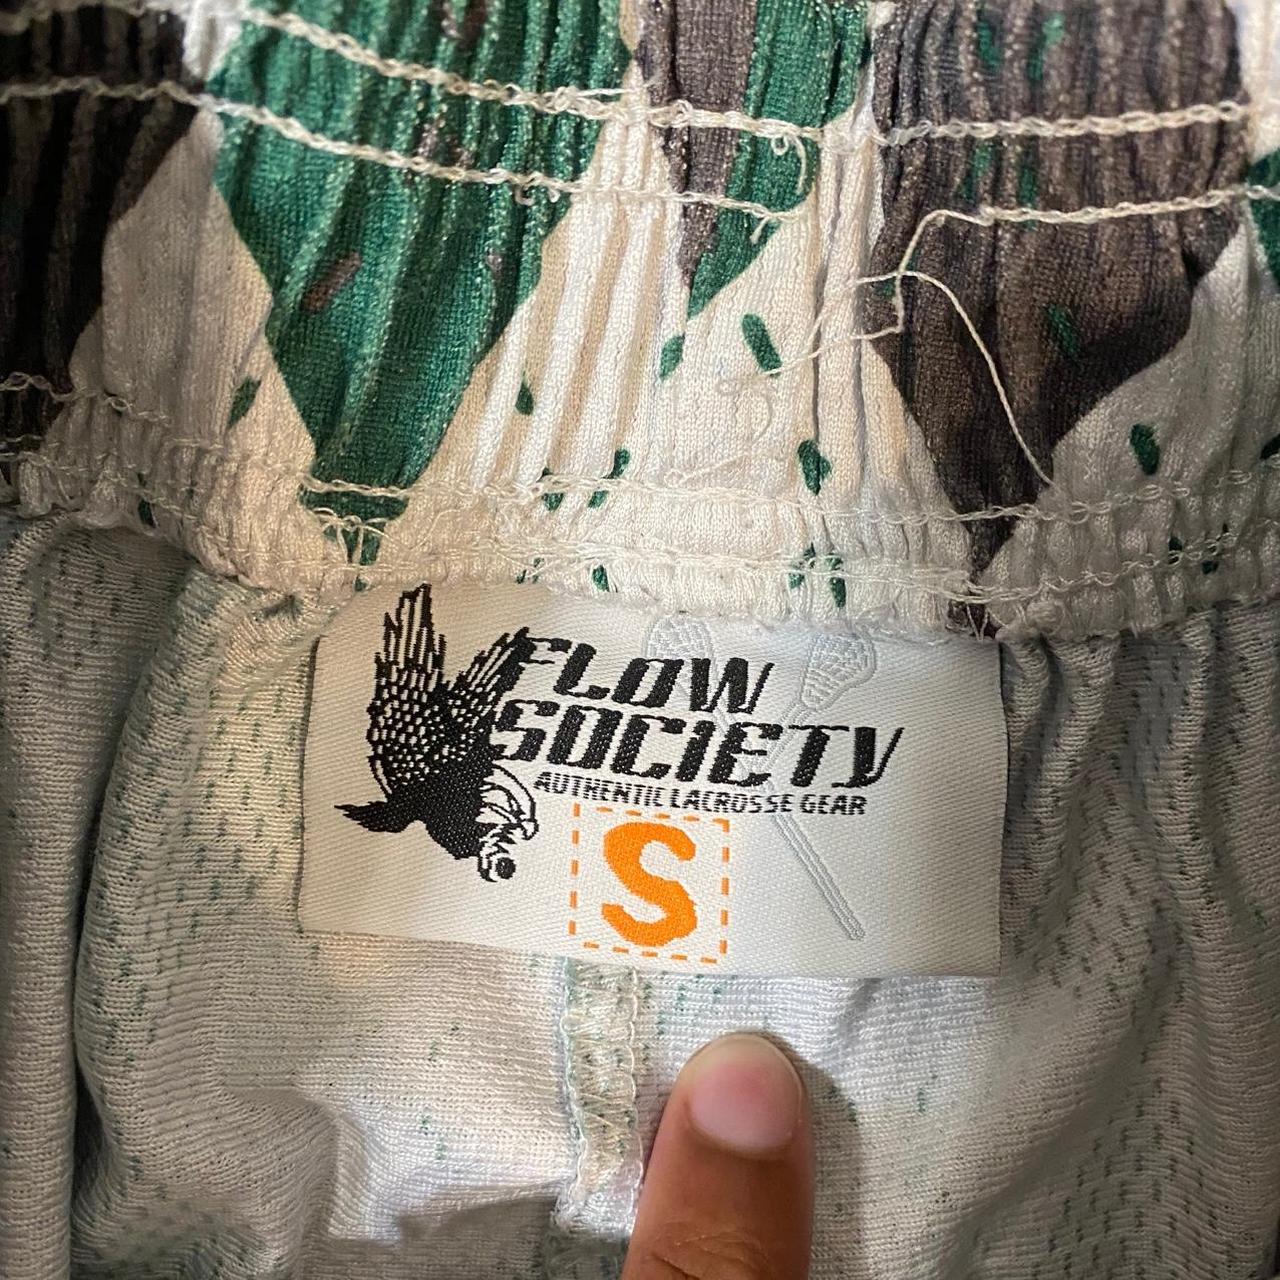 FLOW
SOCIETY
AUTHENTIC LACROSSE GEAR
S